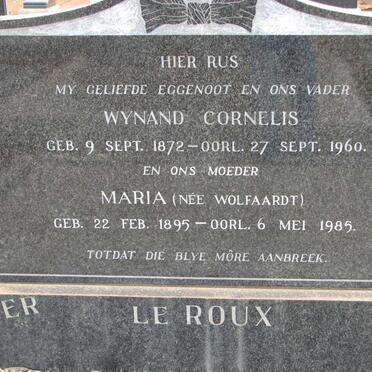 HIER RUS
MY GELIEFDE EGGENOOT EN ONS VADER
WYNAND CORNELIS
GEB. 9 SEPT. 1872 — OORL. 27 SEPT. 1960.
EN ONS MOEDER
MARIA (NÉE WOLFAARDT)
GEB. 22 FEB. 1895 — OORL. 6 MEI 1985.
TOTDAT DIÉ BLYE MÔRE AANBREEK.
ER LE ROUX